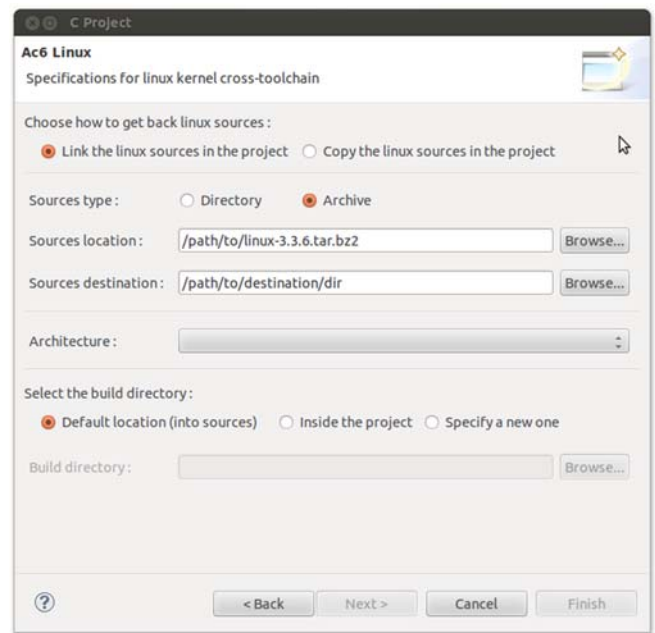 C Project
Ac6 Linux
Specifications for linux kernel cross-toolchain
Choose how to get back linux sources :
Link the linux sources in the project Copy the linux sources in the project
Sources type : Directory Archive
Sources location : /path/to/linux-3.3.6.tar.bz2 Browse...
Sources destination : /path/to/destination/dir Browse...
Architecture :
Select the build directory :
Default location (into sources) Inside the project Specify a new one
Build directory : Browse...
? < Back Next > Cancel Finish